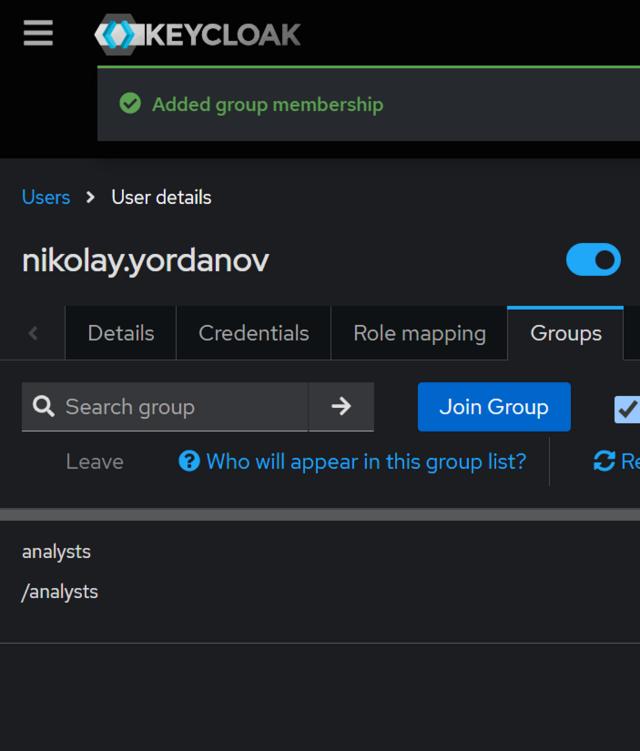 KEYCLOAK
Added group membership
Users > User details
nikolay.yordanov
Details Credentials Role mapping Groups
Search group Join Group
Leave Who will appear in this group list? Re
analysts
/analysts